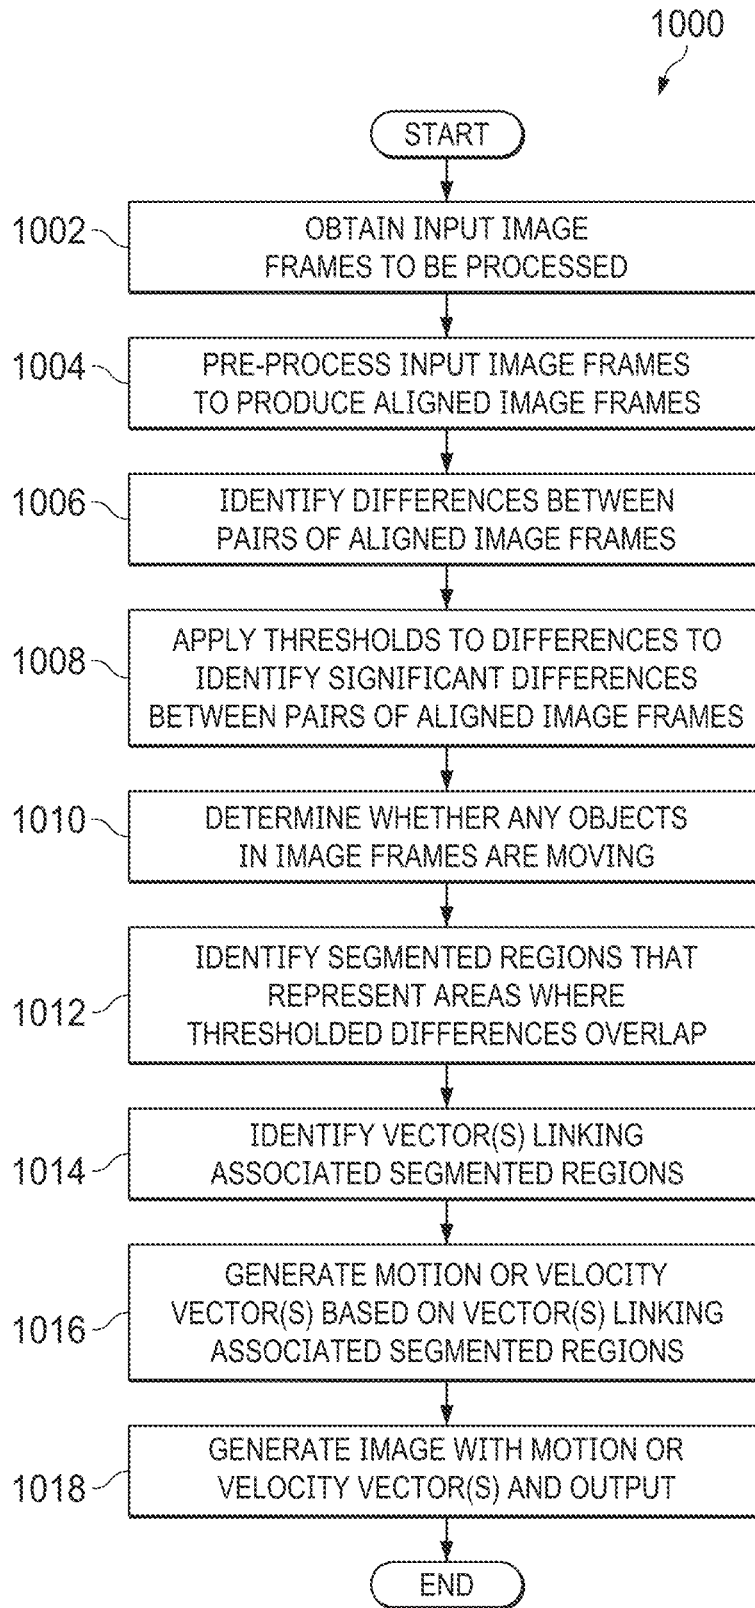 1000
START
1002
OBTAIN INPUT IMAGE
FRAMES TO BE PROCESSED
1004
PRE-PROCESS INPUT IMAGE FRAMES
TO PRODUCE ALIGNED IMAGE FRAMES
1006
IDENTIFY DIFFERENCES BETWEEN
PAIRS OF ALIGNED IMAGE FRAMES
1008
APPLY THRESHOLDS TO DIFFERENCES TO
IDENTIFY SIGNIFICANT DIFFERENCES
BETWEEN PAIRS OF ALIGNED IMAGE FRAMES
1010
DETERMINE WHETHER ANY OBJECTS
IN IMAGE FRAMES ARE MOVING
1012
IDENTIFY SEGMENTED REGIONS THAT
REPRESENT AREAS WHERE
THRESHOLDED DIFFERENCES OVERLAP
1014
IDENTIFY VECTOR(S) LINKING
ASSOCIATED SEGMENTED REGIONS
1016
GENERATE MOTION OR VELOCITY
VECTOR(S) BASED ON VECTOR(S) LINKING
ASSOCIATED SEGMENTED REGIONS
1018
GENERATE IMAGE WITH MOTION OR
VELOCITY VECTOR(S) AND OUTPUT
END